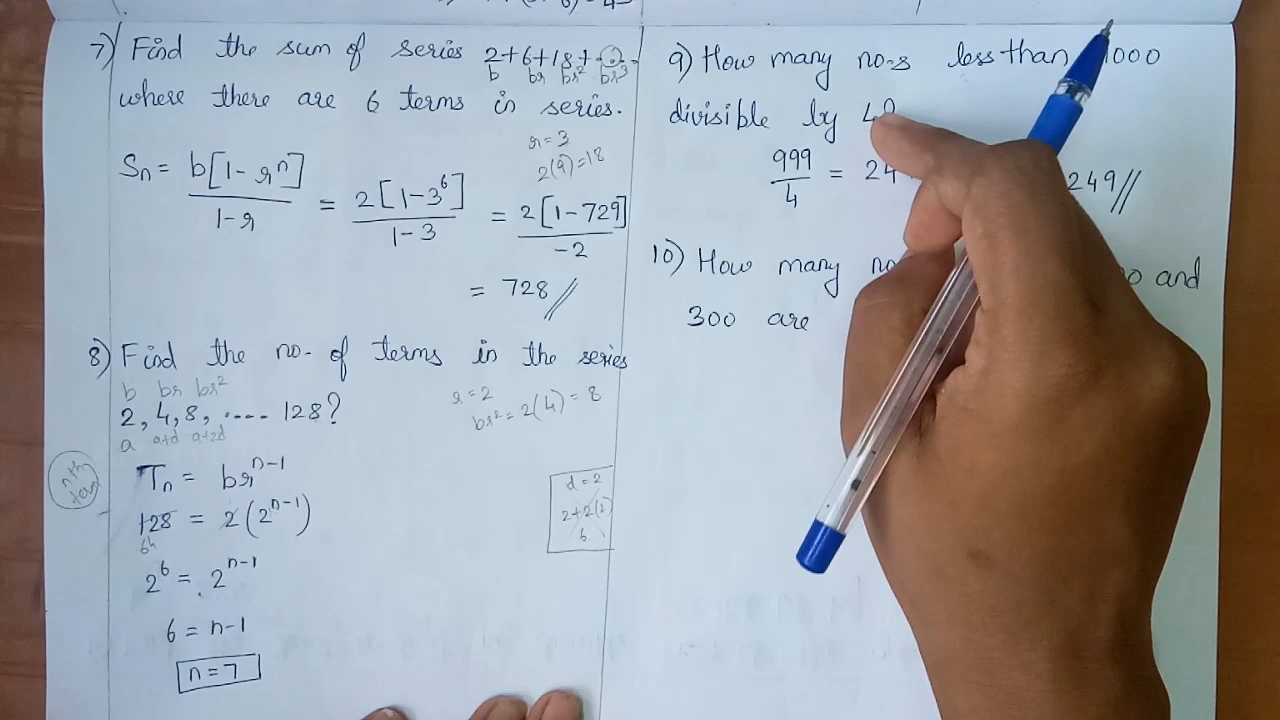 7) Find the sum of series 2+6+18+...
b br br² br³
where there are 6 terms in series.
r=3
2(9)=18
Sn = b[1-rⁿ]/1-r = 2[1-3⁶]/1-3 = 2[1-729]/-2
= 728//
8) Find the no. of terms in the series
b br br²
2, 4, 8, ..... 128?
a a+d a+2d
r=2
br²=2(4)=8
nth term
Tn = brⁿ⁻¹
128 = 2(2ⁿ⁻¹)
64
2⁶ = 2ⁿ⁻¹
6 = n-1
n=7
d=2
2+2(2)
6
9) How many no.s less than 1000
divisible by 4?
999/4 = 24 249//
10) How many and
300 are